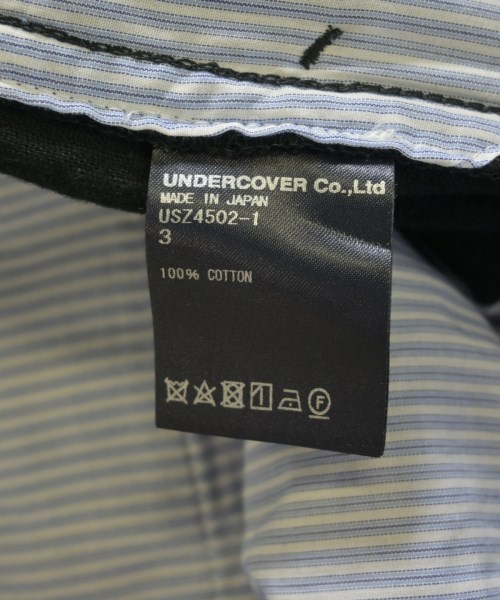 UNDERCOVER Co.,Ltd
MADE IN JAPAN
USZ4502-1
3
100% COTTON
F